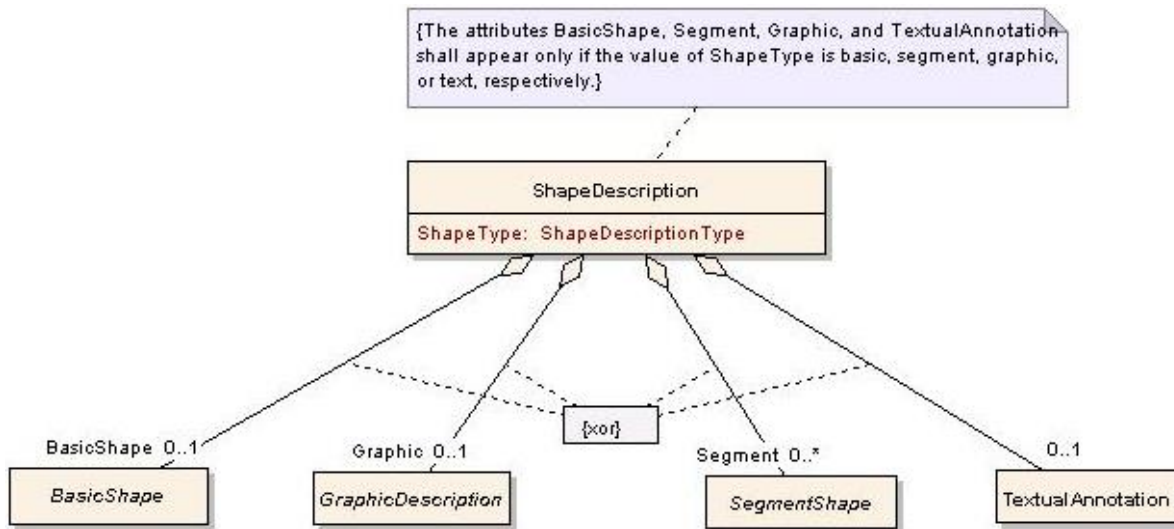 {The attributes BasicShape, Segment, Graphic, and TextualAnnotation
shall appear only if the value of ShapeType is basic, segment, graphic,
or text, respectively.}
ShapeDescription
ShapeType: ShapeDescriptionType
{xor}
BasicShape 0..1
Graphic 0..1
Segment 0..*
0..1
BasicShape
GraphicDescription
SegmentShape
TextualAnnotation